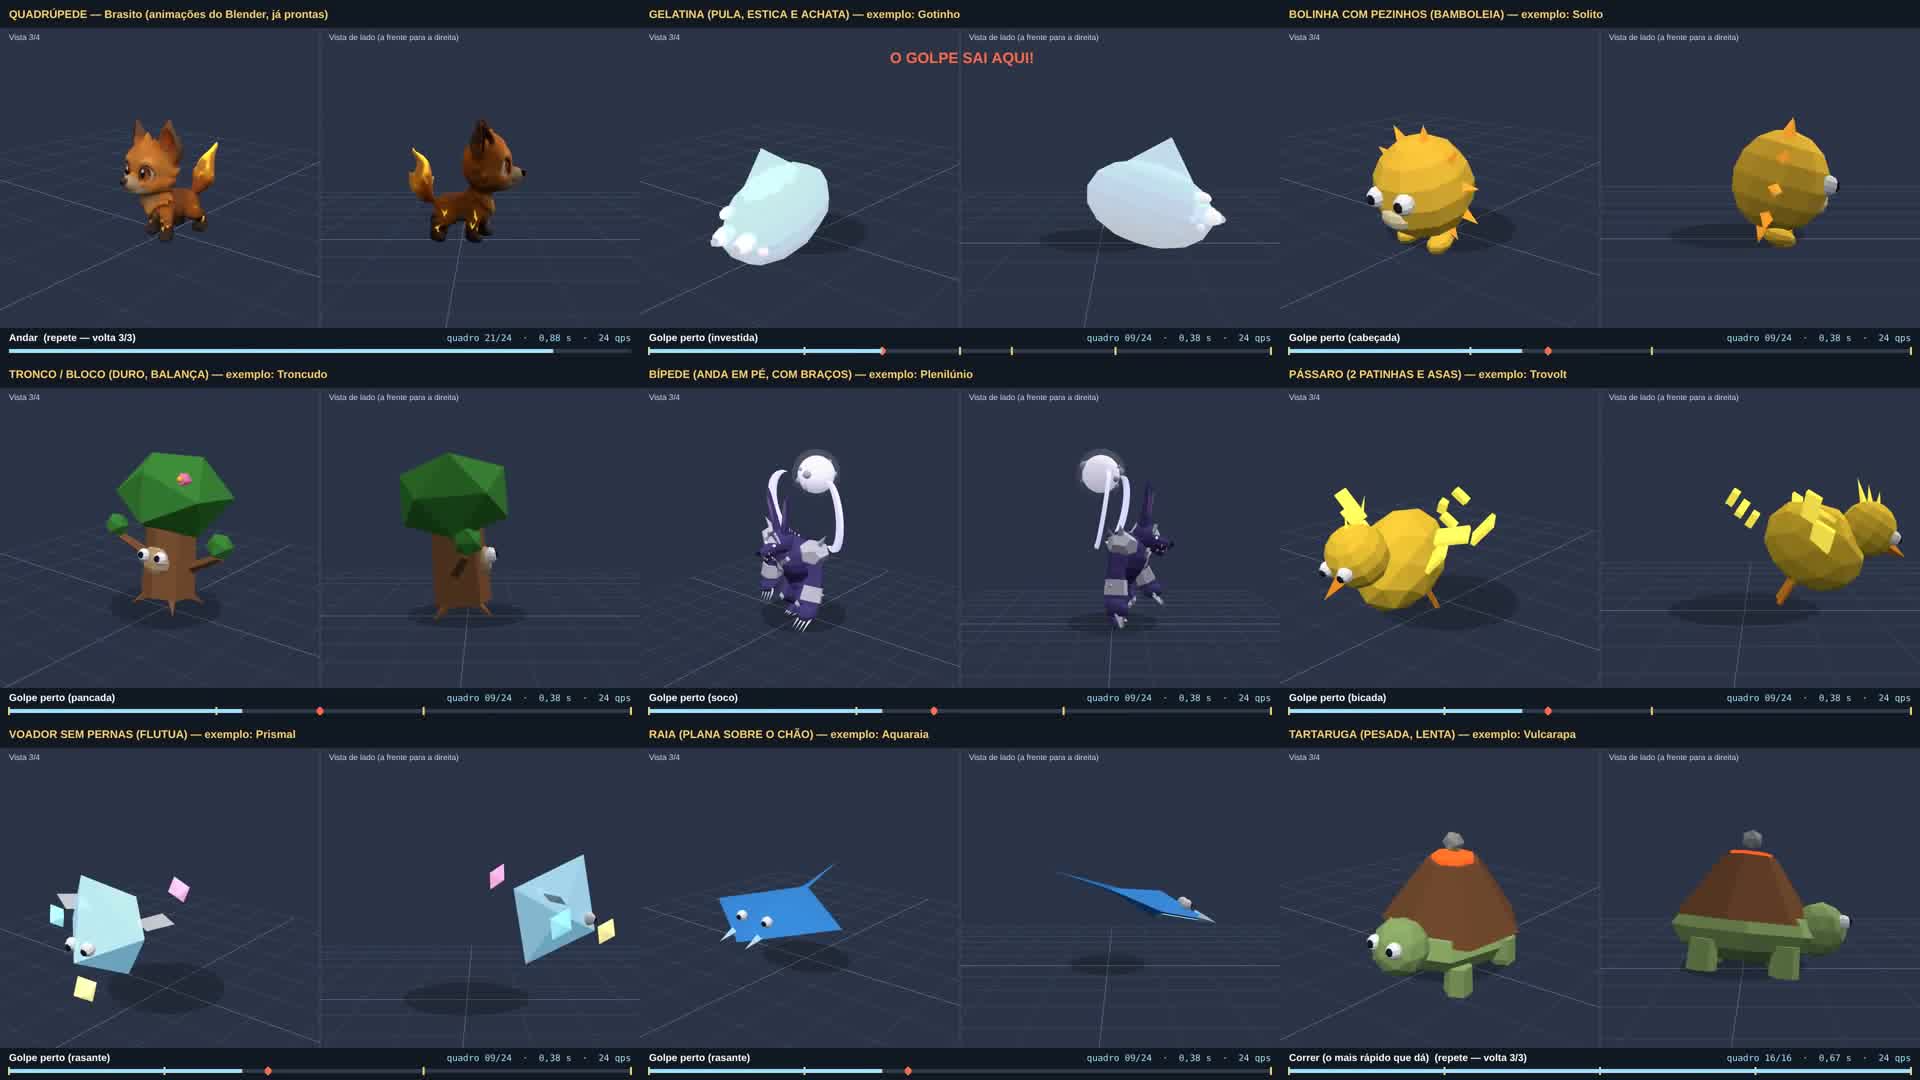 QUADRÚPEDE — Brasito (animações do Blender, já prontas)
Vista 3/4
Vista de lado (a frente para a direita)
Andar (repete — volta 3/3)
quadro 21/24 · 0,88 s · 24 qps
GELATINA (PULA, ESTICA E ACHATA) — exemplo: Gotinho
Vista 3/4
Vista de lado (a frente para a direita)
O GOLPE SAI AQUI!
Golpe perto (investida)
quadro 09/24 · 0,38 s · 24 qps
BOLINHA COM PEZINHOS (BAMBOLEIA) — exemplo: Solito
Vista 3/4
Vista de lado (a frente para a direita)
Golpe perto (cabeçada)
quadro 09/24 · 0,38 s · 24 qps
TRONCO / BLOCO (DURO, BALANÇA) — exemplo: Troncudo
Vista 3/4
Vista de lado (a frente para a direita)
Golpe perto (pancada)
quadro 09/24 · 0,38 s · 24 qps
BÍPEDE (ANDA EM PÉ, COM BRAÇOS) — exemplo: Plenilúnio
Vista 3/4
Vista de lado (a frente para a direita)
Golpe perto (soco)
quadro 09/24 · 0,38 s · 24 qps
PÁSSARO (2 PATINHAS E ASAS) — exemplo: Trovolt
Vista 3/4
Vista de lado (a frente para a direita)
Golpe perto (bicada)
quadro 09/24 · 0,38 s · 24 qps
VOADOR SEM PERNAS (FLUTUA) — exemplo: Prismal
Vista 3/4
Vista de lado (a frente para a direita)
Golpe perto (rasante)
quadro 09/24 · 0,38 s · 24 qps
RAIA (PLANA SOBRE O CHÃO) — exemplo: Aquaraia
Vista 3/4
Vista de lado (a frente para a direita)
Golpe perto (rasante)
quadro 09/24 · 0,38 s · 24 qps
TARTARUGA (PESADA, LENTA) — exemplo: Vulcarapa
Vista 3/4
Vista de lado (a frente para a direita)
Correr (o mais rápido que dá) (repete — volta 3/3)
quadro 16/16 · 0,67 s · 24 qps